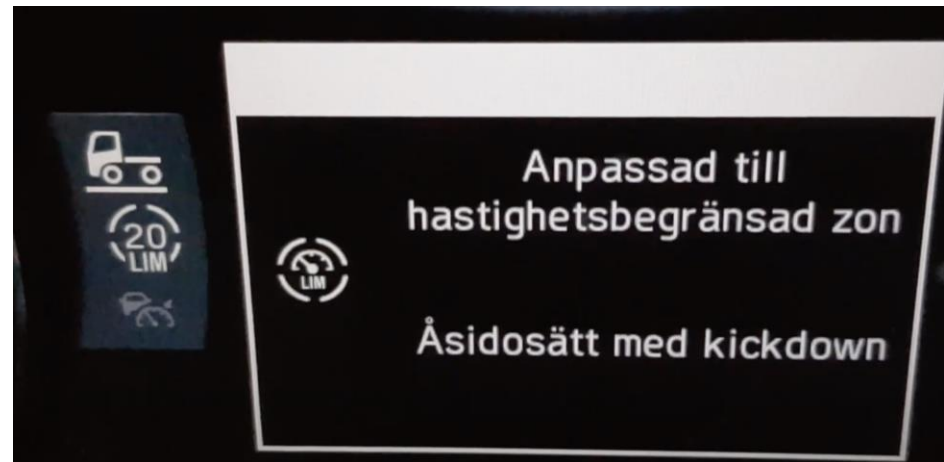 20
LIM
LIM
Anpassad till
hastighetsbegränsad zon
Åsidosätt med kickdown